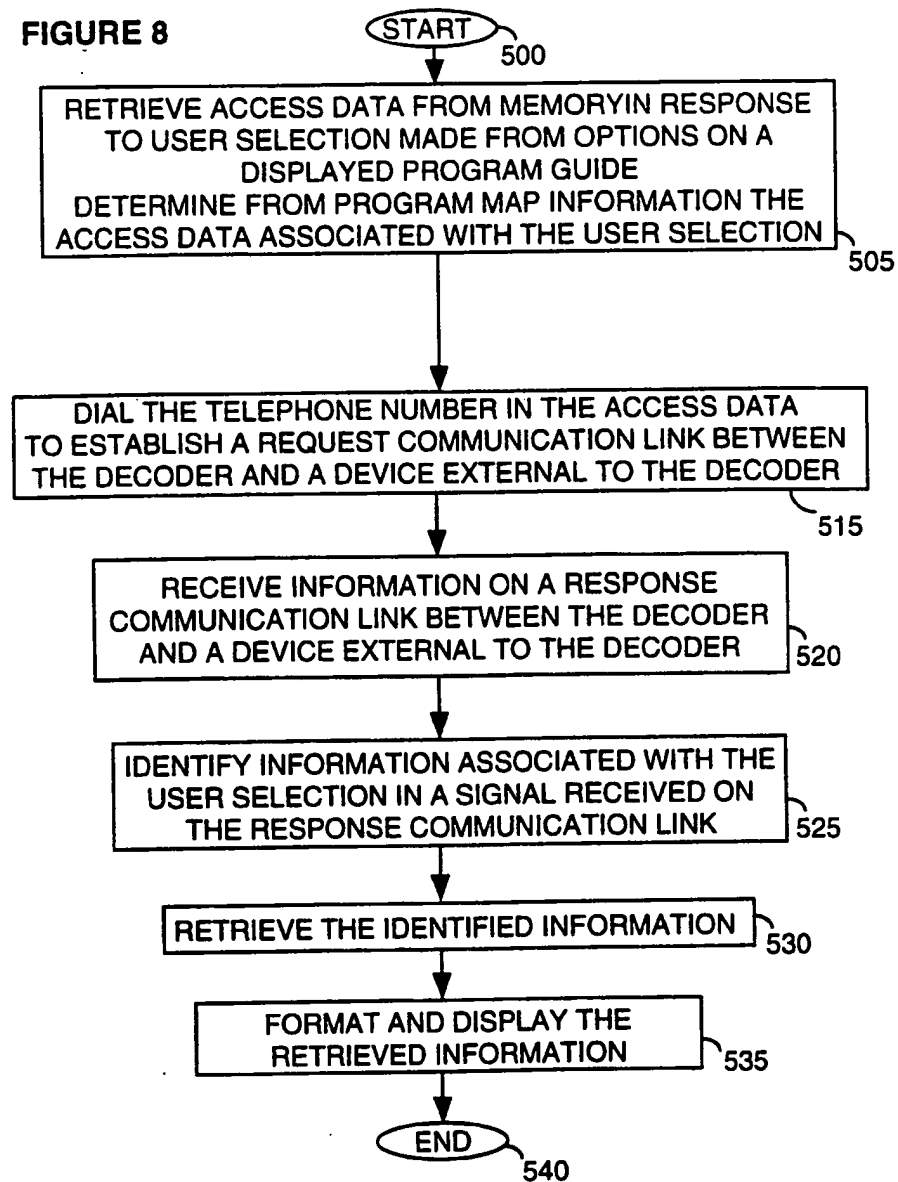 FIGURE 8
START
500
RETRIEVE ACCESS DATA FROM MEMORYIN RESPONSE
TO USER SELECTION MADE FROM OPTIONS ON A
DISPLAYED PROGRAM GUIDE
DETERMINE FROM PROGRAM MAP INFORMATION THE
ACCESS DATA ASSOCIATED WITH THE USER SELECTION
505
DIAL THE TELEPHONE NUMBER IN THE ACCESS DATA
TO ESTABLISH A REQUEST COMMUNICATION LINK BETWEEN
THE DECODER AND A DEVICE EXTERNAL TO THE DECODER
515
RECEIVE INFORMATION ON A RESPONSE
COMMUNICATION LINK BETWEEN THE DECODER
AND A DEVICE EXTERNAL TO THE DECODER
520
IDENTIFY INFORMATION ASSOCIATED WITH THE
USER SELECTION IN A SIGNAL RECEIVED ON
THE RESPONSE COMMUNICATION LINK
525
RETRIEVE THE IDENTIFIED INFORMATION
530
FORMAT AND DISPLAY THE
RETRIEVED INFORMATION
535
END
540